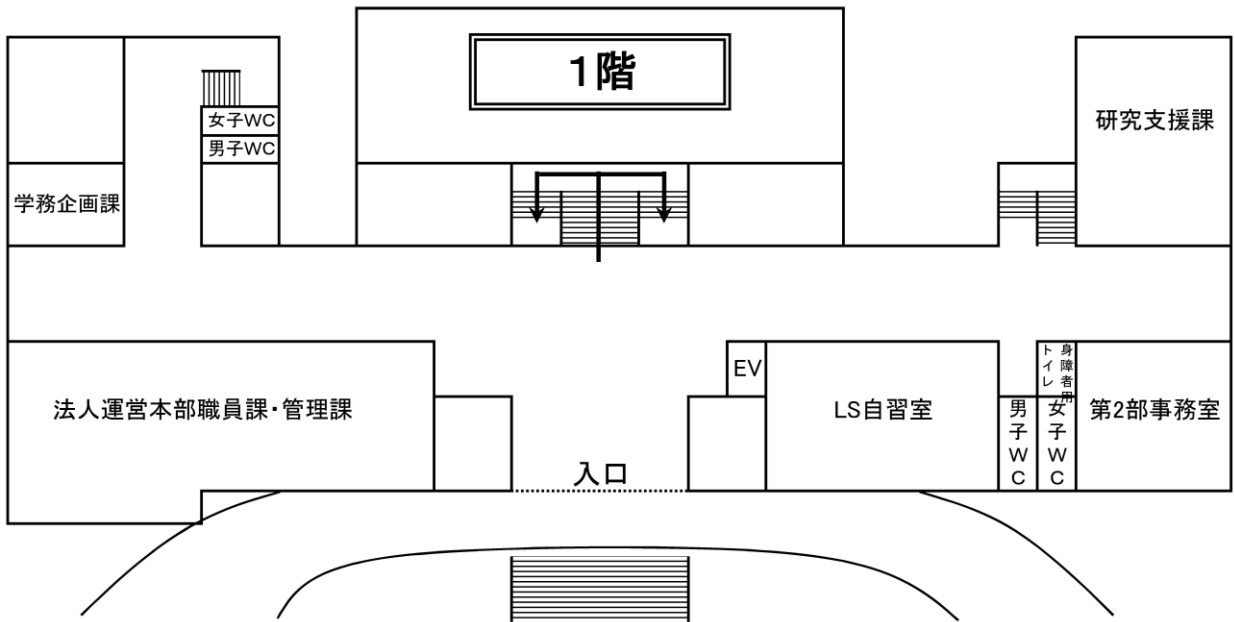 1階
女子WC
男子WC
学務企画課
研究支援課
法人運営本部職員課・管理課
EV
LS自習室
身障者用
トイレ
男子WC
女子WC
第2部事務室
入口